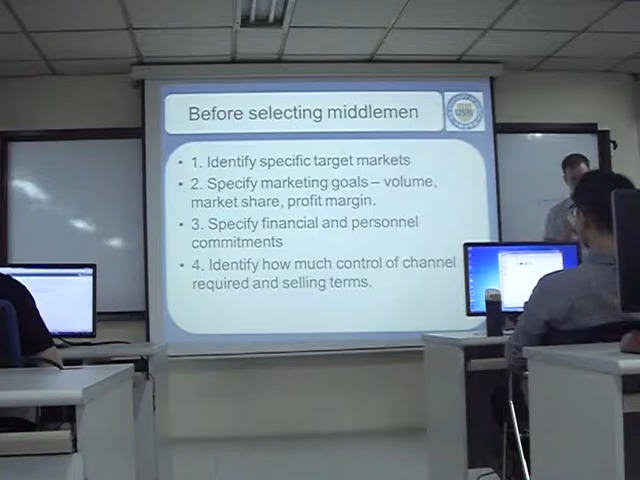 Before selecting middlemen
• 1. Identify specific target markets
• 2. Specify marketing goals – volume,
market share, profit margin.
• 3. Specify financial and personnel
commitments
• 4. Identify how much control of channel
required and selling terms.